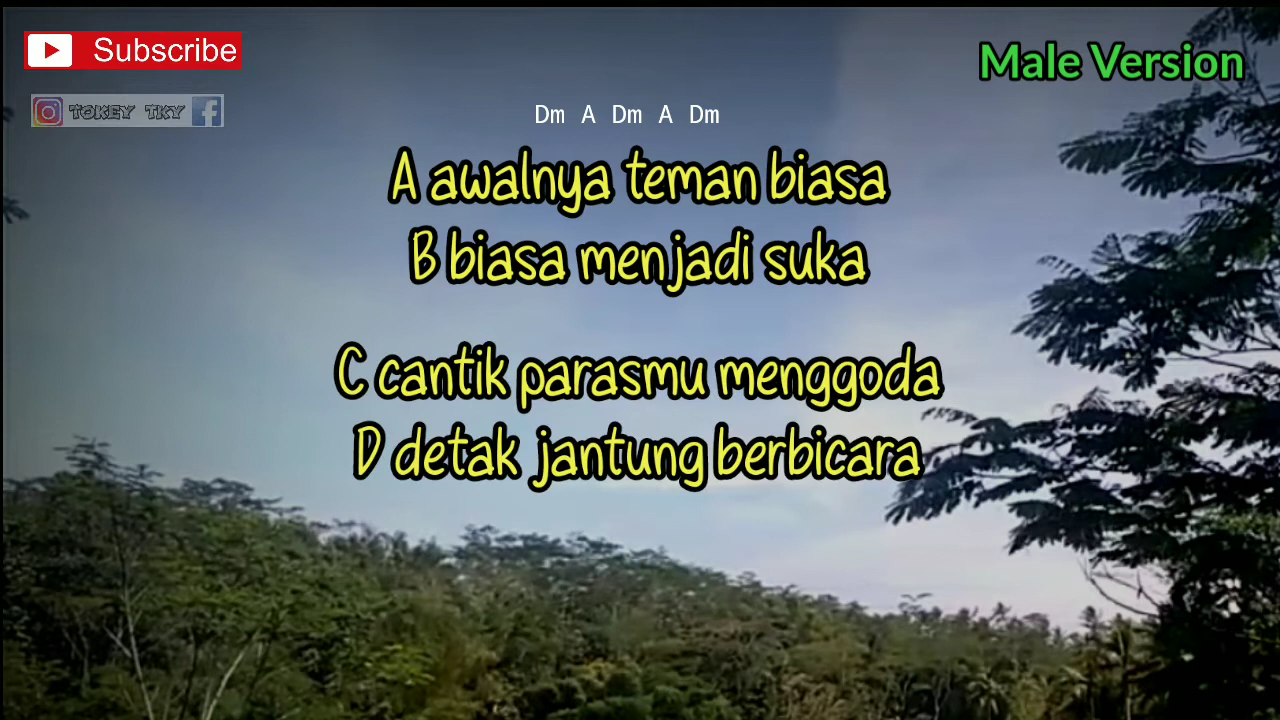 Subscribe
Male Version
TOKEY TKY
Dm A Dm A Dm
A awalnya teman biasa
B biasa menjadi suka
C cantik parasmu menggoda
D detak jantung berbicara